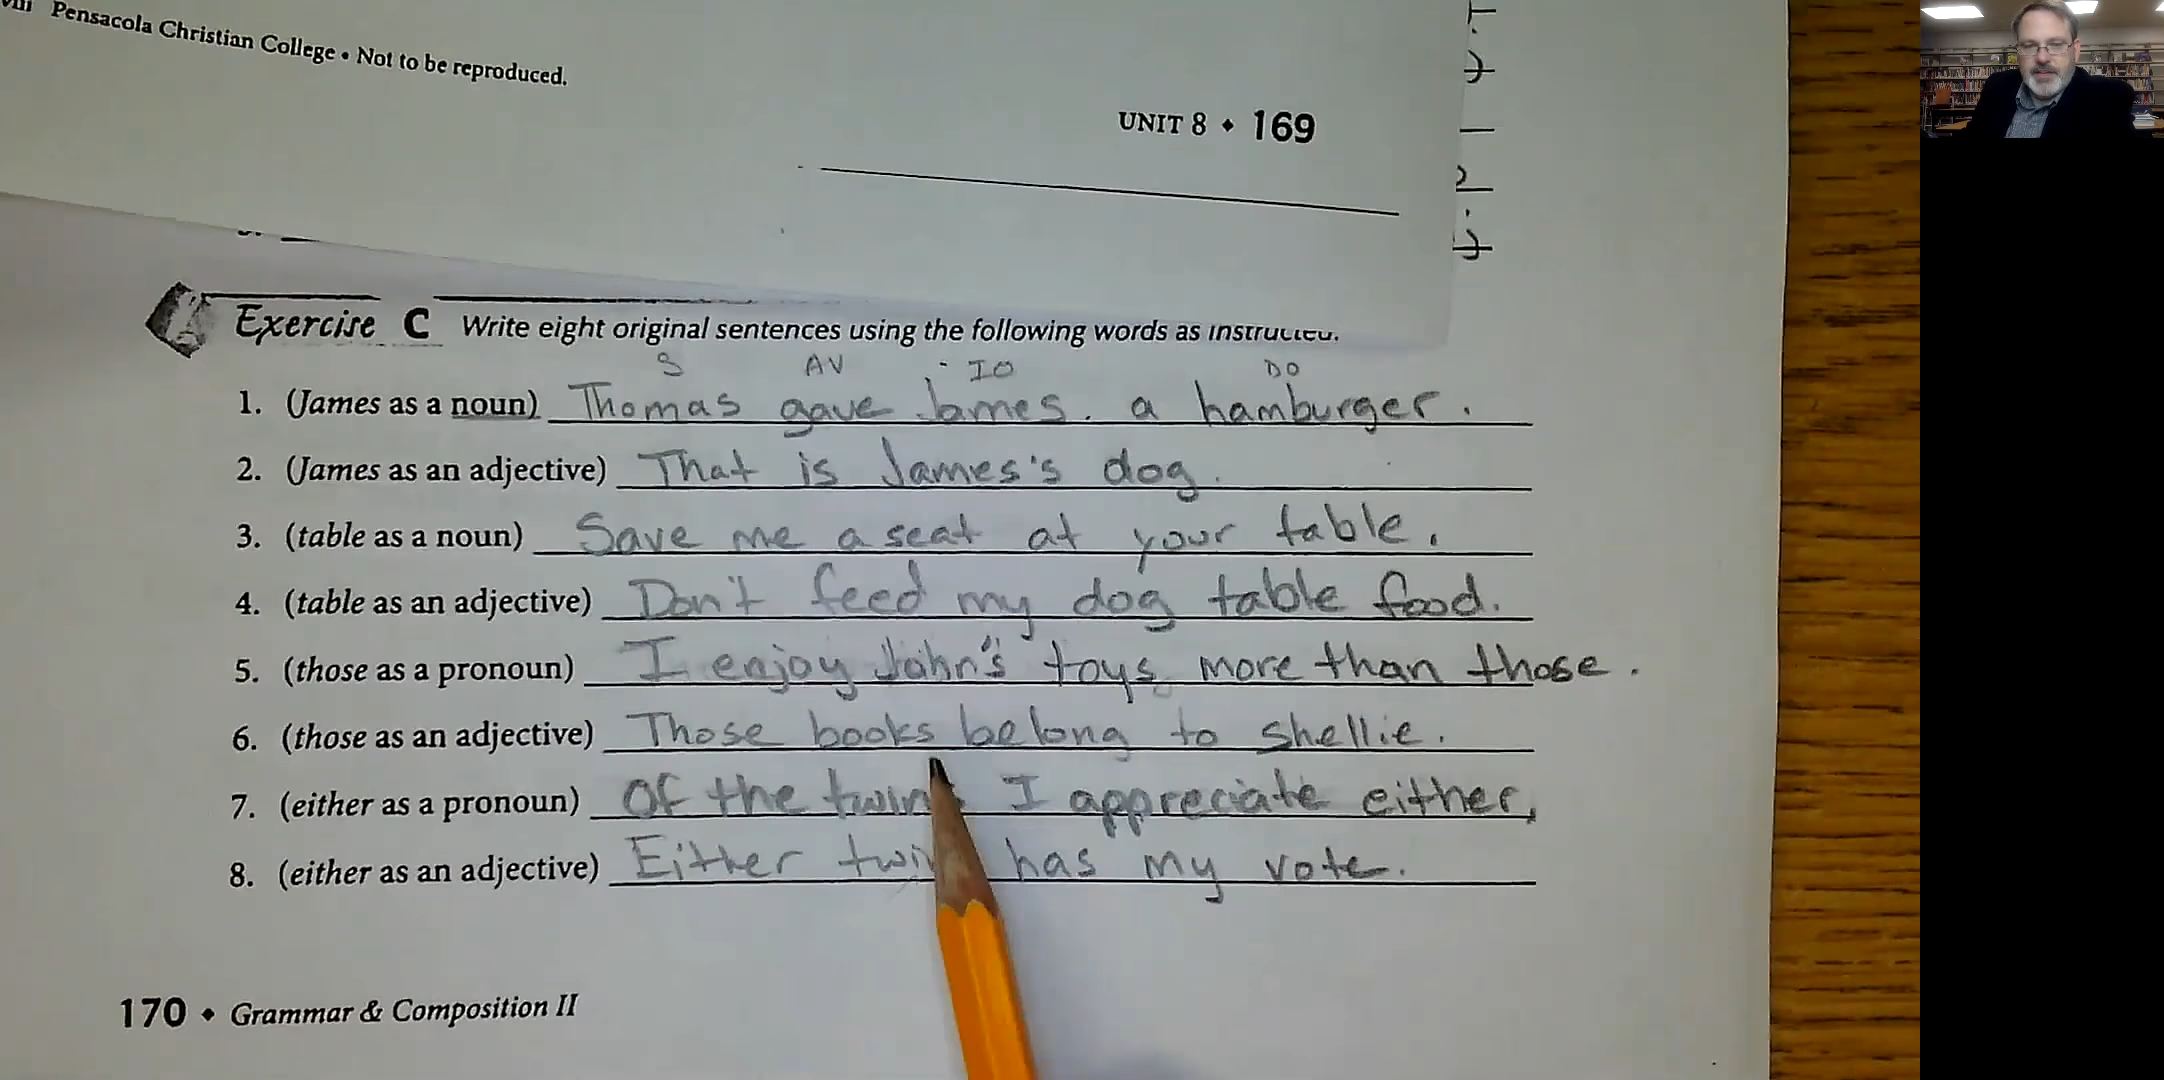 Pensacola Christian College • Not to be reproduced.
UNIT 8 ◆ 169
Exercise C Write eight original sentences using the following words as instructed.
S AV IO DO
1. (James as a noun) Thomas gave James a hamburger.
2. (James as an adjective) That is James's dog.
3. (table as a noun) Save me a seat at your table.
4. (table as an adjective) Don't feed my dog table food.
5. (those as a pronoun) I enjoy John's toys more than those.
6. (those as an adjective) Those books belong to Shellie.
7. (either as a pronoun) Of the twins I appreciate either.
8. (either as an adjective) Either twin has my vote.
170 ◆ Grammar & Composition II